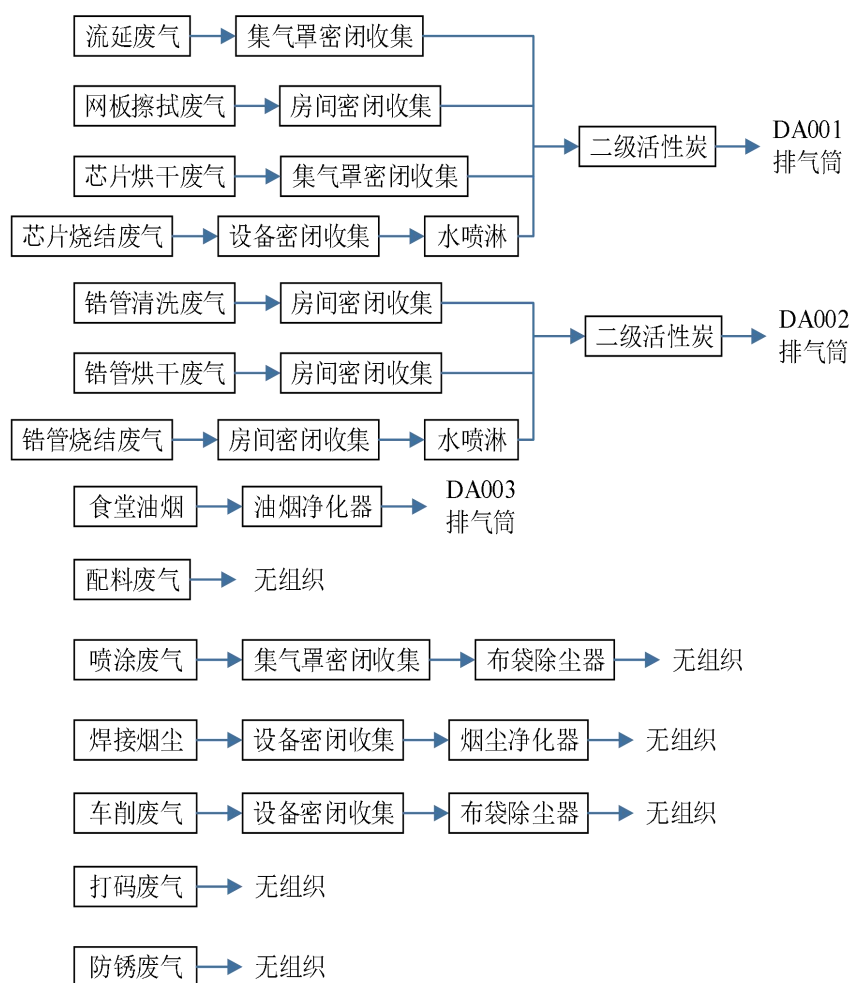 流延废气
集气罩密闭收集
网板擦拭废气
房间密闭收集
二级活性炭
DA001
排气筒
芯片烘干废气
集气罩密闭收集
芯片烧结废气
设备密闭收集
水喷淋
锆管清洗废气
房间密闭收集
二级活性炭
DA002
排气筒
锆管烘干废气
房间密闭收集
锆管烧结废气
房间密闭收集
水喷淋
食堂油烟
油烟净化器
DA003
排气筒
配料废气
无组织
喷涂废气
集气罩密闭收集
布袋除尘器
无组织
焊接烟尘
设备密闭收集
烟尘净化器
无组织
车削废气
设备密闭收集
布袋除尘器
无组织
打码废气
无组织
防锈废气
无组织